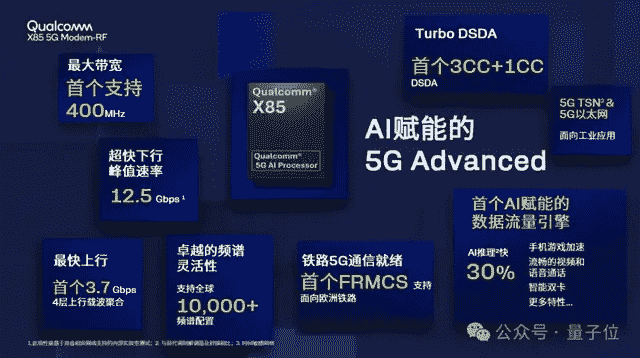 Qualcomm
X85 5G Modem-RF
最大带宽
首个支持
400MHz
超快下行
峰值速率
12.5 Gbps¹
最快上行
首个3.7 Gbps
4层上行载波聚合
卓越的频谱
灵活性
支持全球
10,000+
频谱配置
Qualcomm®
X85
Qualcomm®
5G AI Processor
AI赋能的
5G Advanced
Turbo DSDA
首个3CC+1CC
DSDA
5G TSN³ &
5G以太网
面向工业应用
铁路5G通信就绪
首个FRMCS 支持
面向欧洲铁路
首个AI赋能的
数据流量引擎
AI推理²快
30%
手机游戏加速
流畅的视频和
语音通话
智能双卡
更多特性...
公众号·量子位